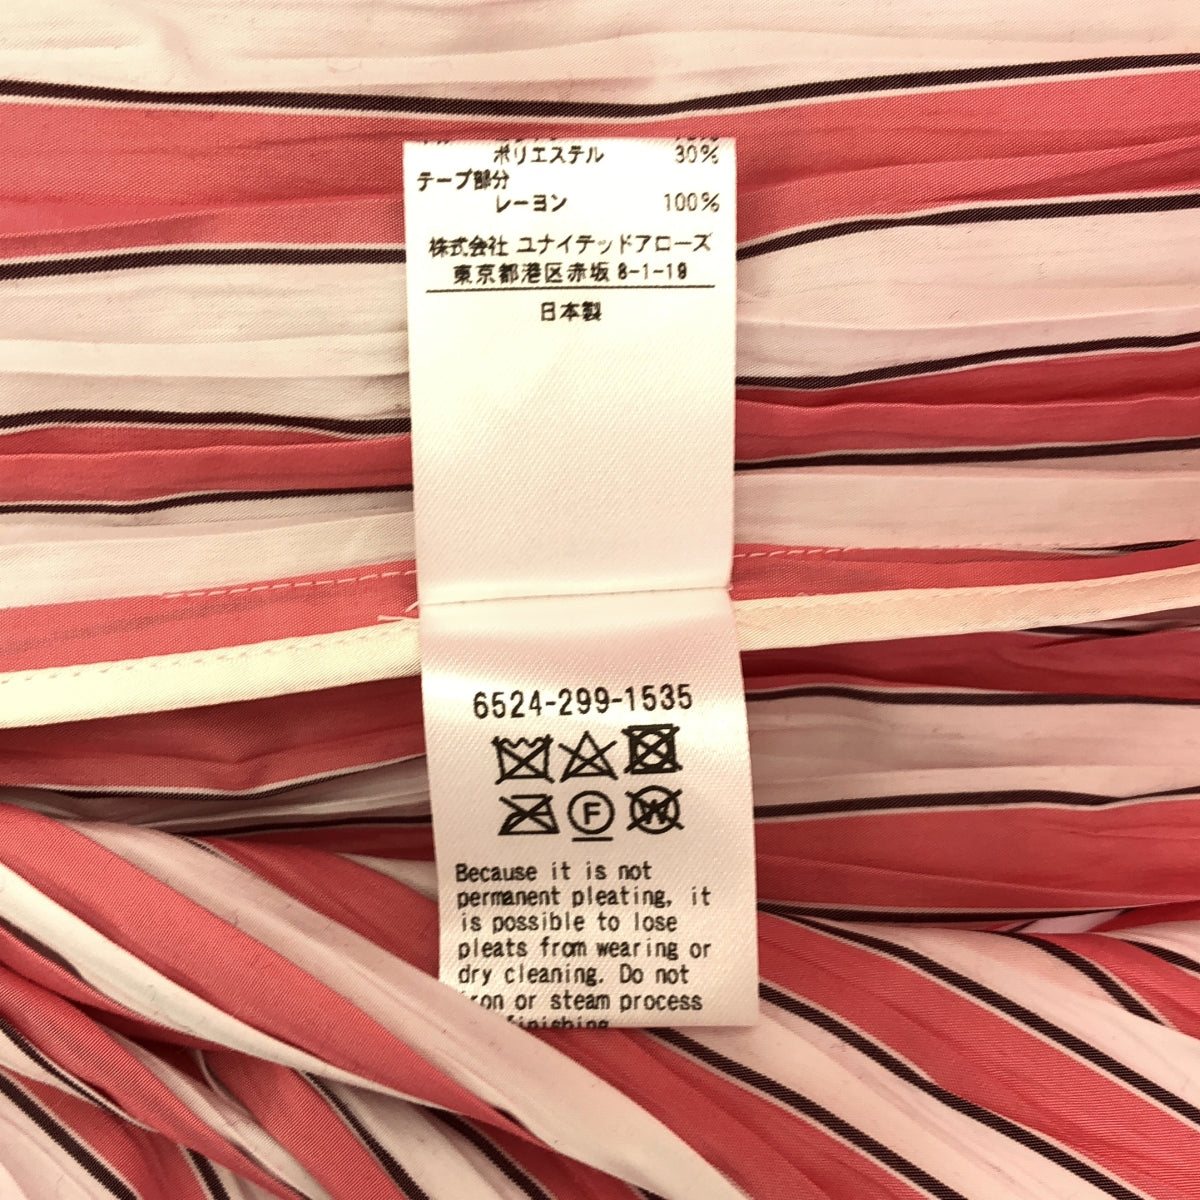 ポリエステル 30%
テープ部分
レーヨン 100%
株式会社 ユナイテッドアローズ
東京都港区赤坂 8-1-19
日本製
6524-299-1535
F W
Because it is not
permanent pleating, it
is possible to lose
pleats from wearing or
dry cleaning. Do not
iron or steam process
finishing